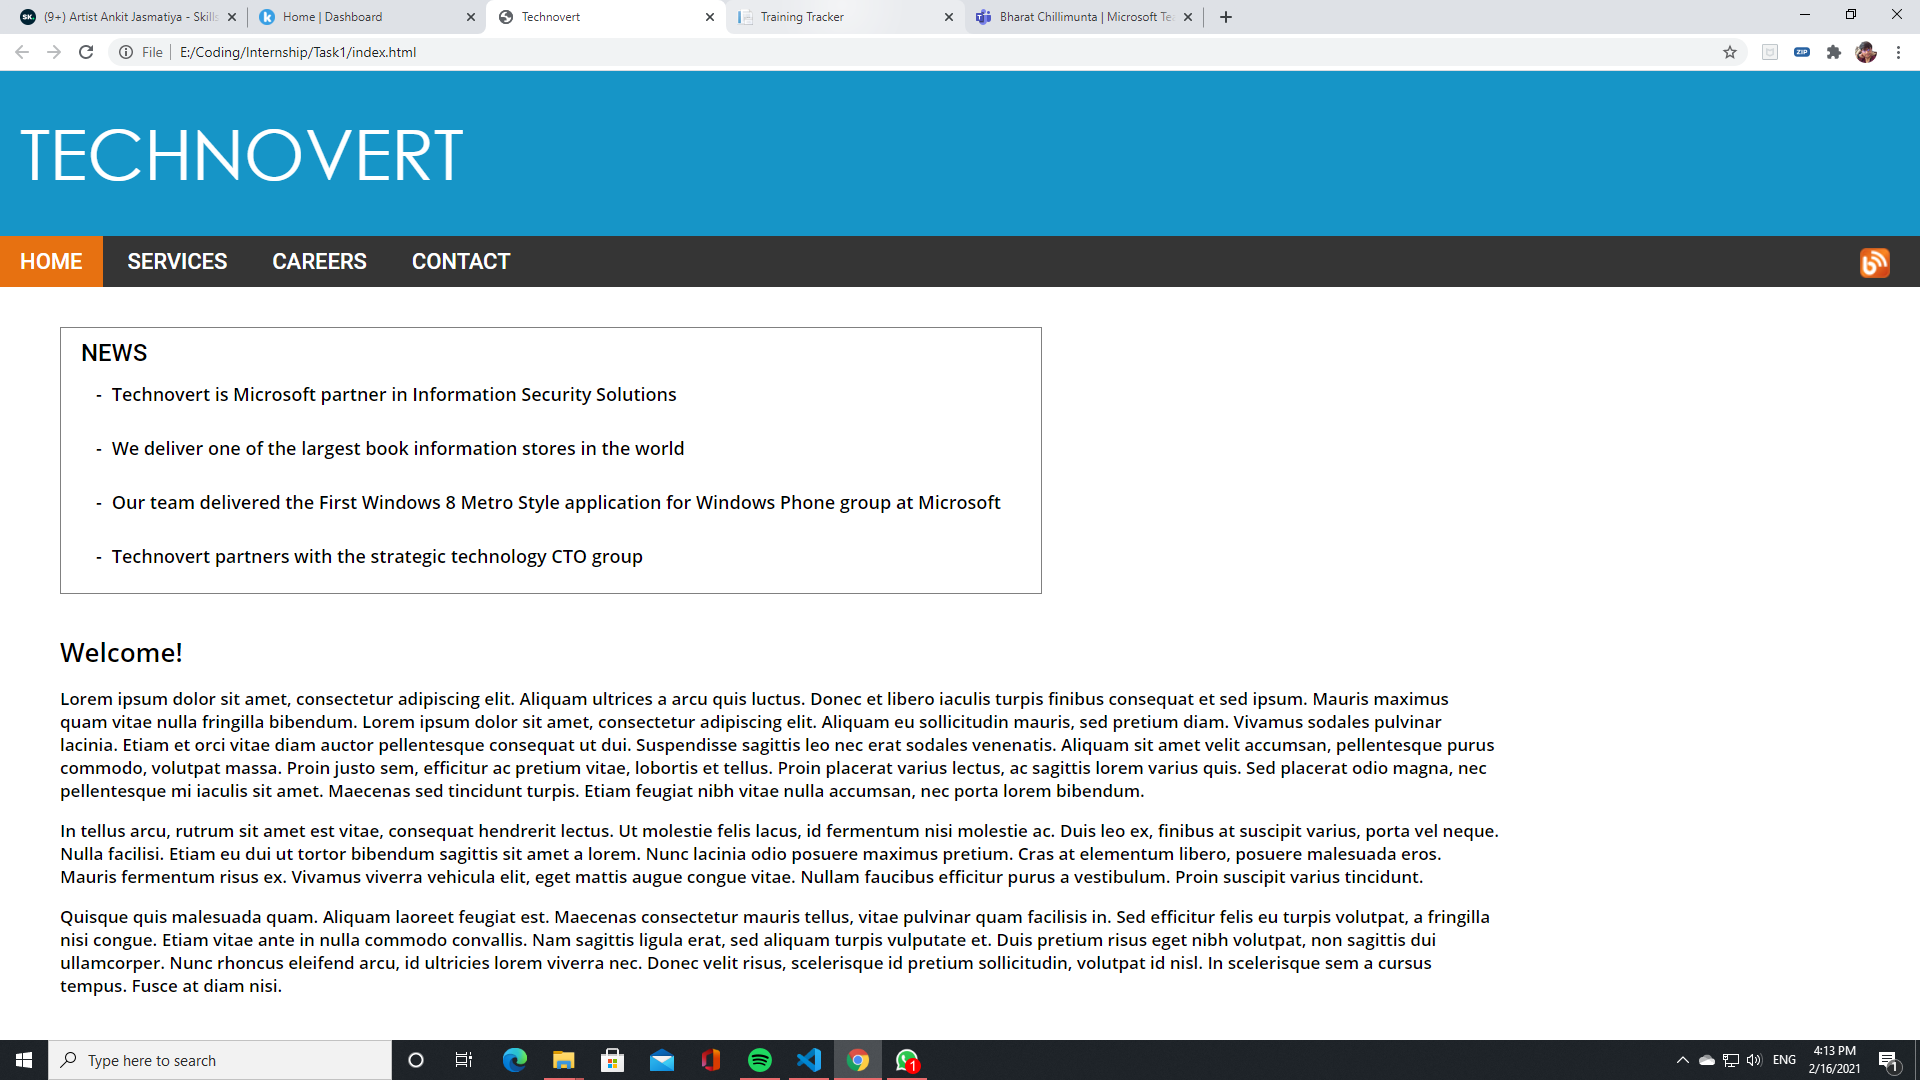 (9+) Artist Ankit Jasmatiya - Skills
Home | Dashboard
Technovert
Training Tracker
Bharat Chillimunta | Microsoft Te
File
E:/Coding/Internship/Task1/index.html
ZIP
TECHNOVERT
HOME
SERVICES
CAREERS
CONTACT
NEWS
- Technovert is Microsoft partner in Information Security Solutions
- We deliver one of the largest book information stores in the world
- Our team delivered the First Windows 8 Metro Style application for Windows Phone group at Microsoft
- Technovert partners with the strategic technology CTO group
Welcome!
Lorem ipsum dolor sit amet, consectetur adipiscing elit. Aliquam ultrices a arcu quis luctus. Donec et libero iaculis turpis finibus consequat et sed ipsum. Mauris maximus
quam vitae nulla fringilla bibendum. Lorem ipsum dolor sit amet, consectetur adipiscing elit. Aliquam eu sollicitudin mauris, sed pretium diam. Vivamus sodales pulvinar
lacinia. Etiam et orci vitae diam auctor pellentesque consequat ut dui. Suspendisse sagittis leo nec erat sodales venenatis. Aliquam sit amet velit accumsan, pellentesque purus
commodo, volutpat massa. Proin justo sem, efficitur ac pretium vitae, lobortis et tellus. Proin placerat varius lectus, ac sagittis lorem varius quis. Sed placerat odio magna, nec
pellentesque mi iaculis sit amet. Maecenas sed tincidunt turpis. Etiam feugiat nibh vitae nulla accumsan, nec porta lorem bibendum.
In tellus arcu, rutrum sit amet est vitae, consequat hendrerit lectus. Ut molestie felis lacus, id fermentum nisi molestie ac. Duis leo ex, finibus at suscipit varius, porta vel neque.
Nulla facilisi. Etiam eu dui ut tortor bibendum sagittis sit amet a lorem. Nunc lacinia odio posuere maximus pretium. Cras at elementum libero, posuere malesuada eros.
Mauris fermentum risus ex. Vivamus viverra vehicula elit, eget mattis augue congue vitae. Nullam faucibus efficitur purus a vestibulum. Proin suscipit varius tincidunt.
Quisque quis malesuada quam. Aliquam laoreet feugiat est. Maecenas consectetur mauris tellus, vitae pulvinar quam facilisis in. Sed efficitur felis eu turpis volutpat, a fringilla
nisi congue. Etiam vitae ante in nulla commodo convallis. Nam sagittis ligula erat, sed aliquam turpis vulputate et. Duis pretium risus eget nibh volutpat, non sagittis dui
ullamcorper. Nunc rhoncus eleifend arcu, id ultricies lorem viverra nec. Donec velit risus, scelerisque id pretium sollicitudin, volutpat id nisl. In scelerisque sem a cursus
tempus. Fusce at diam nisi.
Type here to search
1
ENG
4:13 PM
2/16/2021
1